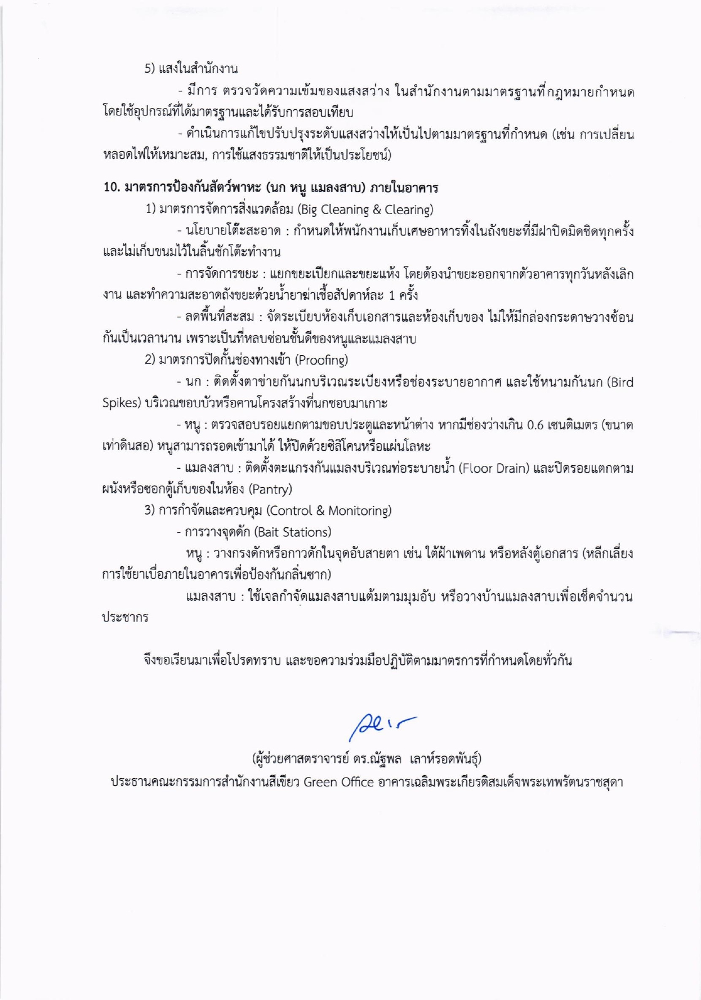 5) แสงในสำนักงาน
- มีการ ตรวจวัดความเข้มของแสงสว่าง ในสำนักงานตามมาตรฐานที่กฎหมายกำหนด
โดยใช้อุปกรณ์ที่ได้มาตรฐานและได้รับการสอบเทียบ
- ดำเนินการแก้ไขปรับปรุงระดับแสงสว่างให้เป็นไปตามมาตรฐานที่กำหนด (เช่น การเปลี่ยน
หลอดไฟให้เหมาะสม, การใช้แสงธรรมชาติให้เป็นประโยชน์)
10. มาตรการป้องกันสัตว์พาหะ (นก หนู แมลงสาบ) ภายในอาคาร
1) มาตรการจัดการสิ่งแวดล้อม (Big Cleaning & Clearing)
- นโยบายโต๊ะสะอาด : กำหนดให้พนักงานเก็บเศษอาหารทิ้งในถังขยะที่มีฝาปิดมิดชิดทุกครั้ง
และไม่เก็บขนมไว้ในลิ้นชักโต๊ะทำงาน
- การจัดการขยะ : แยกขยะเปียกและขยะแห้ง โดยต้องนำขยะออกจากตัวอาคารทุกวันหลังเลิก
งาน และทำความสะอาดถังขยะด้วยน้ำยาฆ่าเชื้อสัปดาห์ละ 1 ครั้ง
- ลดพื้นที่สะสม : จัดระเบียบห้องเก็บเอกสารและห้องเก็บของ ไม่ให้มีกล่องกระดาษวางซ้อน
กันเป็นเวลานาน เพราะเป็นที่หลบซ่อนชั้นดีของหนูและแมลงสาบ
2) มาตรการปิดกั้นช่องทางเข้า (Proofing)
- นก : ติดตั้งตาข่ายกันนกบริเวณระเบียงหรือช่องระบายอากาศ และใช้หนามกันนก (Bird
Spikes) บริเวณขอบบัวหรือคานโครงสร้างที่นกชอบมาเกาะ
- หนู : ตรวจสอบรอยแยกตามขอบประตูและหน้าต่าง หากมีช่องว่างเกิน 0.6 เซนติเมตร (ขนาด
เท่าดินสอ) หนูสามารถรอดเข้ามาได้ ให้ปิดด้วยซิลิโคนหรือแผ่นโลหะ
- แมลงสาบ : ติดตั้งตะแกรงกันแมลงบริเวณท่อระบายน้ำ (Floor Drain) และปิดรอยแตกตาม
ผนังหรือซอกตู้เก็บของในห้อง (Pantry)
3) การกำจัดและควบคุม (Control & Monitoring)
- การวางจุดดัก (Bait Stations)
หนู : วางกรงดักหรือกาวดักในจุดอับสายตา เช่น ใต้ฝ้าเพดาน หรือหลังตู้เอกสาร (หลีกเลี่ยง
การใช้ยาเบื่อภายในอาคารเพื่อป้องกันกลิ่นซาก)
แมลงสาบ : ใช้เจลกำจัดแมลงสาบแต้มตามมุมอับ หรือวางบ้านแมลงสาบเพื่อเช็คจำนวน
ประชากร
จึงขอเรียนมาเพื่อโปรดทราบ และขอความร่วมมือปฏิบัติตามมาตรการที่กำหนดโดยทั่วกัน
(ผู้ช่วยศาสตราจารย์ ดร.ณัฐพล เลาห์รอดพันธุ์)
ประธานคณะกรรมการสำนักงานสีเขียว Green Office อาคารเฉลิมพระเกียรติสมเด็จพระเทพรัตนราชสุดา